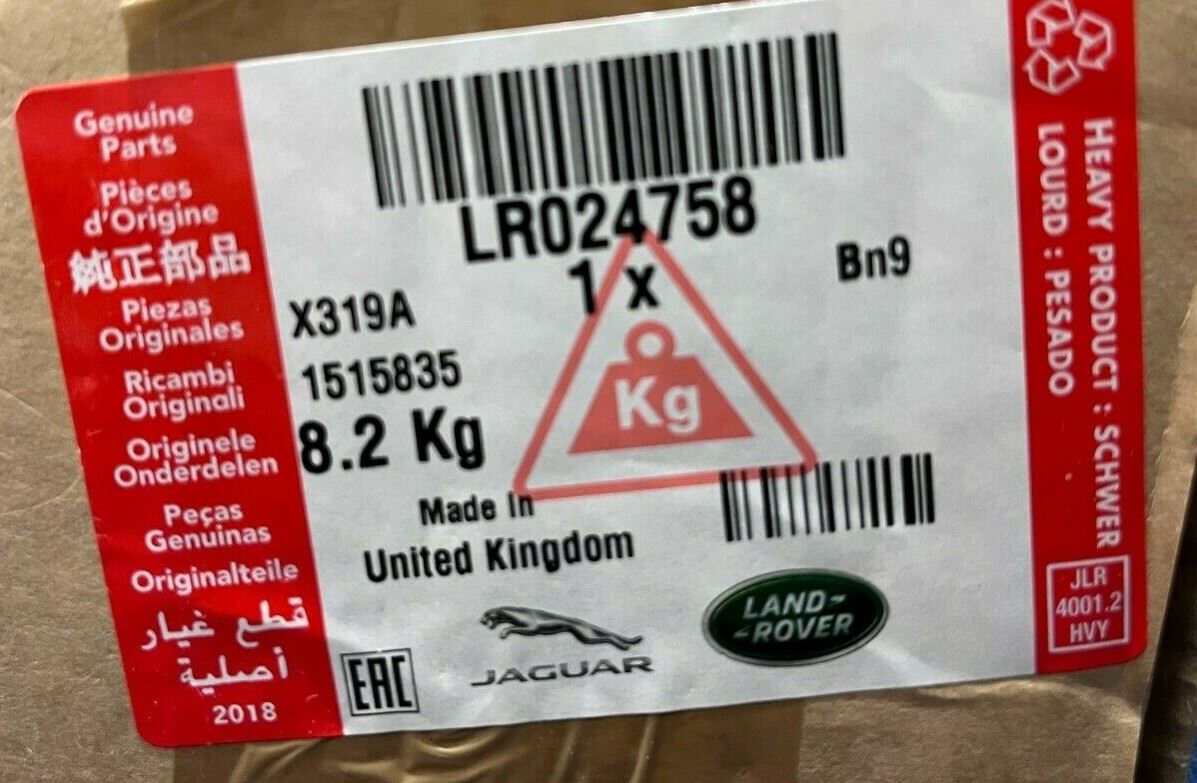 Genuine
Parts
Pièces
d'Origine
純正部品
Piezas
Originales
Ricambi
Originali
Originele
Onderdelen
Peças
Genuinas
Originalteile
قطع غيار
أصلية
2018
LR024758
1 x
Bn9
X319A
1515835
8.2 Kg
Kg
Made In
United Kingdom
EAC
JAGUAR
LAND-
-ROVER
HEAVY PRODUCT : SCHWER
LOURD : PESADO
JLR
4001.2
HVY